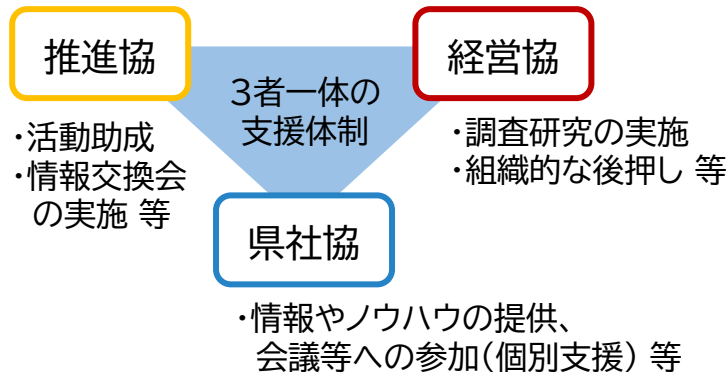 推進協
経営協
３者一体の
支援体制
・活動助成
・情報交換会
の実施 等
・調査研究の実施
・組織的な後押し 等
県社協
・情報やノウハウの提供、
会議等への参加（個別支援） 等